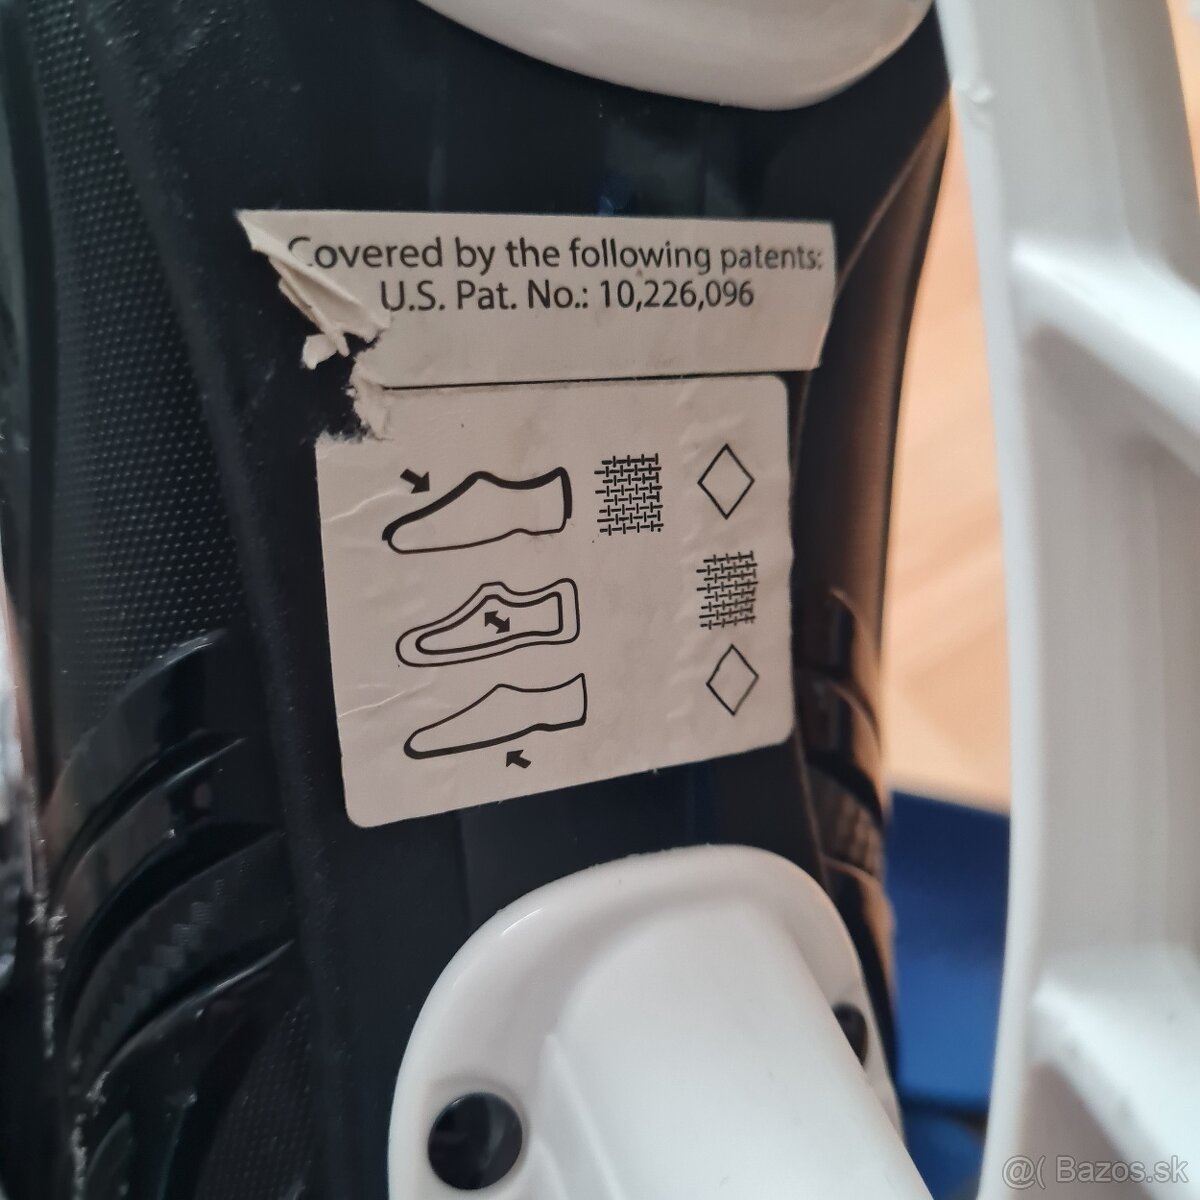 Covered by the following patents:
U.S. Pat. No.: 10,226,096
@( Bazos.sk